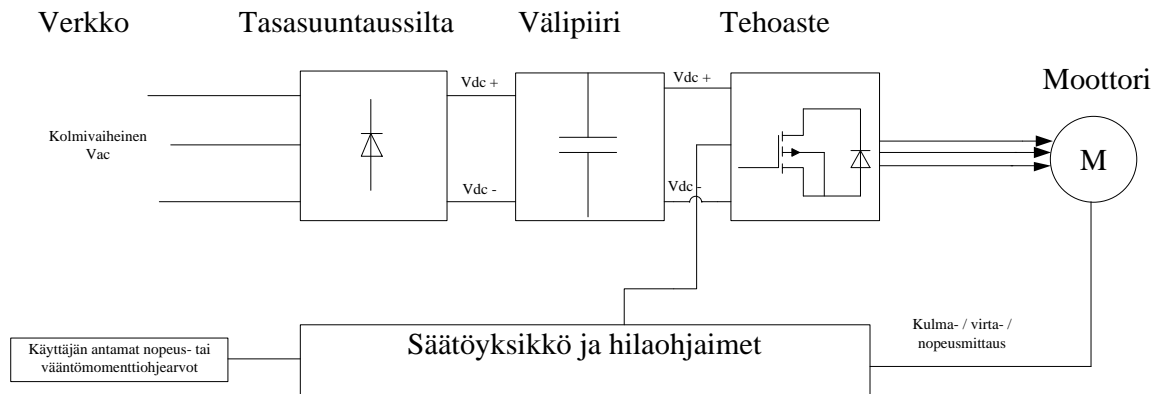 Verkko
Tasasuuntaussilta
Välipiiri
Tehoaste
Moottori
Kolmivaiheinen
Vac
Vdc +
Vdc -
Vdc +
Vdc -
M
Käyttäjän antamat nopeus- tai
vääntömomenttiohjearvot
Säätöyksikkö ja hilaohjaimet
Kulma- / virta- /
nopeusmittaus